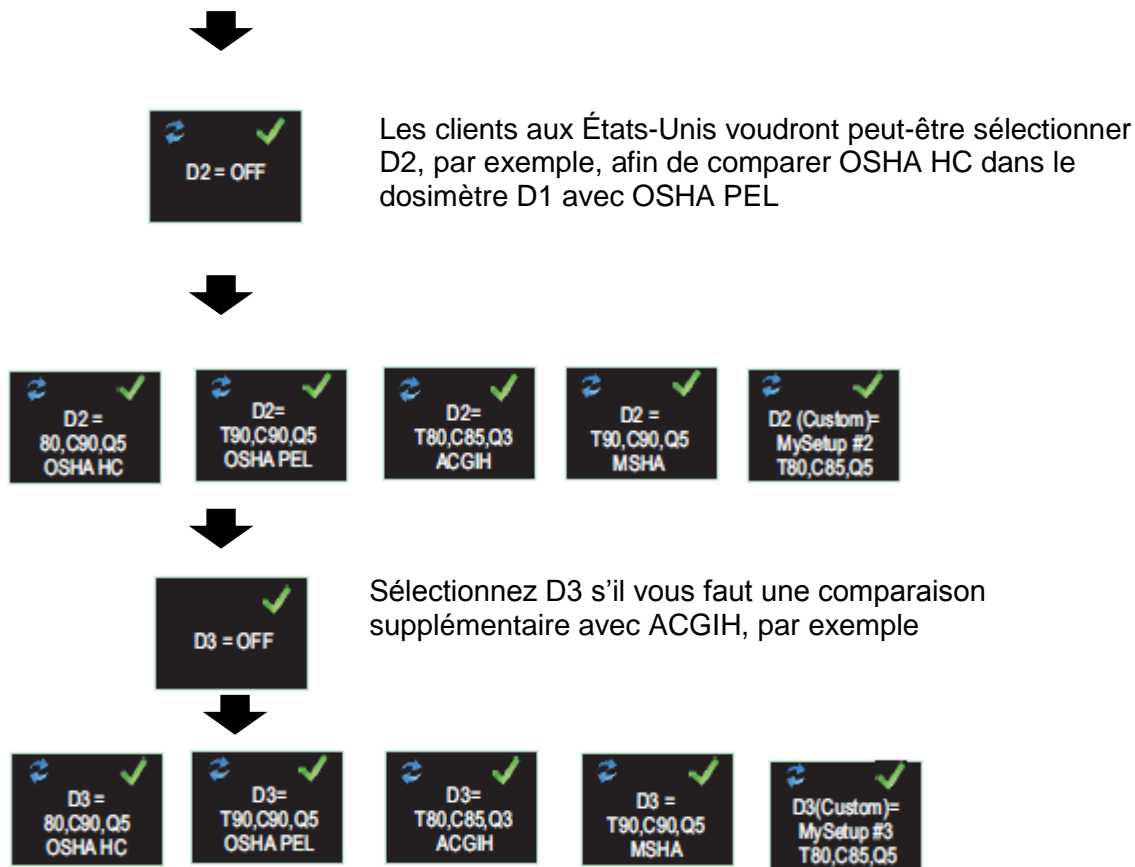 D2 = OFF
Les clients aux États-Unis voudront peut-être sélectionner
D2, par exemple, afin de comparer OSHA HC dans le
dosimètre D1 avec OSHA PEL
D2 =
80,C90,Q5
OSHA HC
D2=
T90,C90,Q5
OSHA PEL
D2=
T80,C85,Q3
ACGIH
D2 =
T90,C90,Q5
MSHA
D2 (Custom)=
MySetup #2
T80,C85,Q5
D3 = OFF
Sélectionnez D3 s’il vous faut une comparaison
supplémentaire avec ACGIH, par exemple
D3 =
80,C90,Q5
OSHA HC
D3=
T90,C90,Q5
OSHA PEL
D3=
T80,C85,Q3
ACGIH
D3 =
T90,C90,Q5
MSHA
D3(Custom)=
MySetup #3
T80,C85,Q5